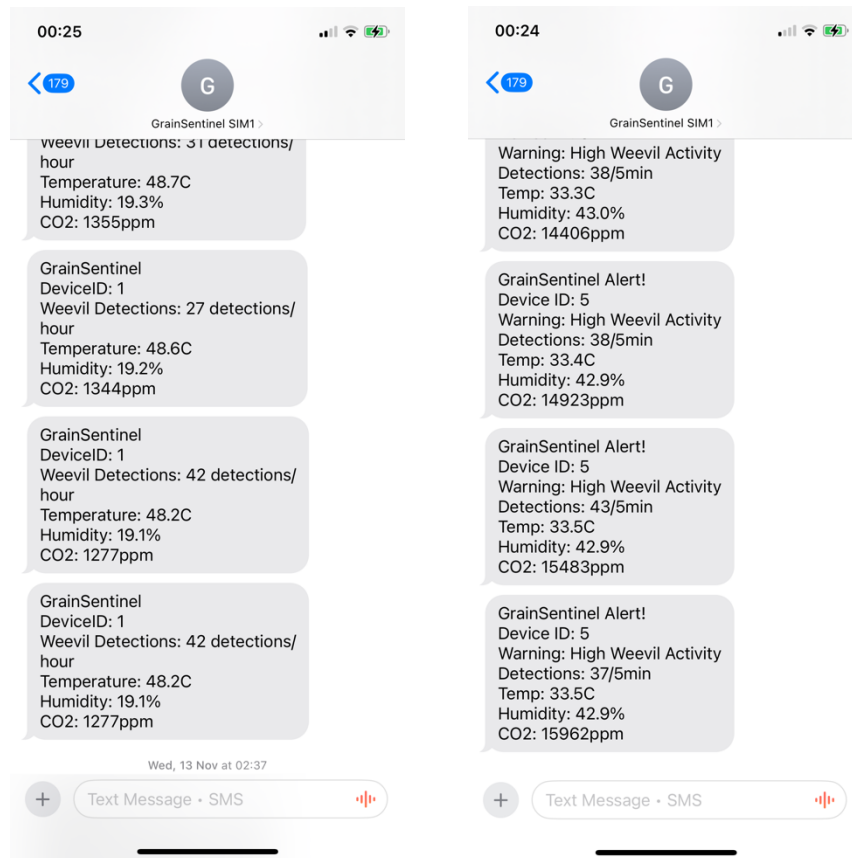 00:25
179
G
GrainSentinel SIM1
Weevil Detections: 31 detections/
hour
Temperature: 48.7C
Humidity: 19.3%
CO2: 1355ppm
GrainSentinel
DeviceID: 1
Weevil Detections: 27 detections/
hour
Temperature: 48.6C
Humidity: 19.2%
CO2: 1344ppm
GrainSentinel
DeviceID: 1
Weevil Detections: 42 detections/
hour
Temperature: 48.2C
Humidity: 19.1%
CO2: 1277ppm
GrainSentinel
DeviceID: 1
Weevil Detections: 42 detections/
hour
Temperature: 48.2C
Humidity: 19.1%
CO2: 1277ppm
Wed, 13 Nov at 02:37
Text Message • SMS
00:24
179
G
GrainSentinel SIM1
Warning: High Weevil Activity
Detections: 38/5min
Temp: 33.3C
Humidity: 43.0%
CO2: 14406ppm
GrainSentinel Alert!
Device ID: 5
Warning: High Weevil Activity
Detections: 38/5min
Temp: 33.4C
Humidity: 42.9%
CO2: 14923ppm
GrainSentinel Alert!
Device ID: 5
Warning: High Weevil Activity
Detections: 43/5min
Temp: 33.5C
Humidity: 42.9%
CO2: 15483ppm
GrainSentinel Alert!
Device ID: 5
Warning: High Weevil Activity
Detections: 37/5min
Temp: 33.5C
Humidity: 42.9%
CO2: 15962ppm
Text Message • SMS